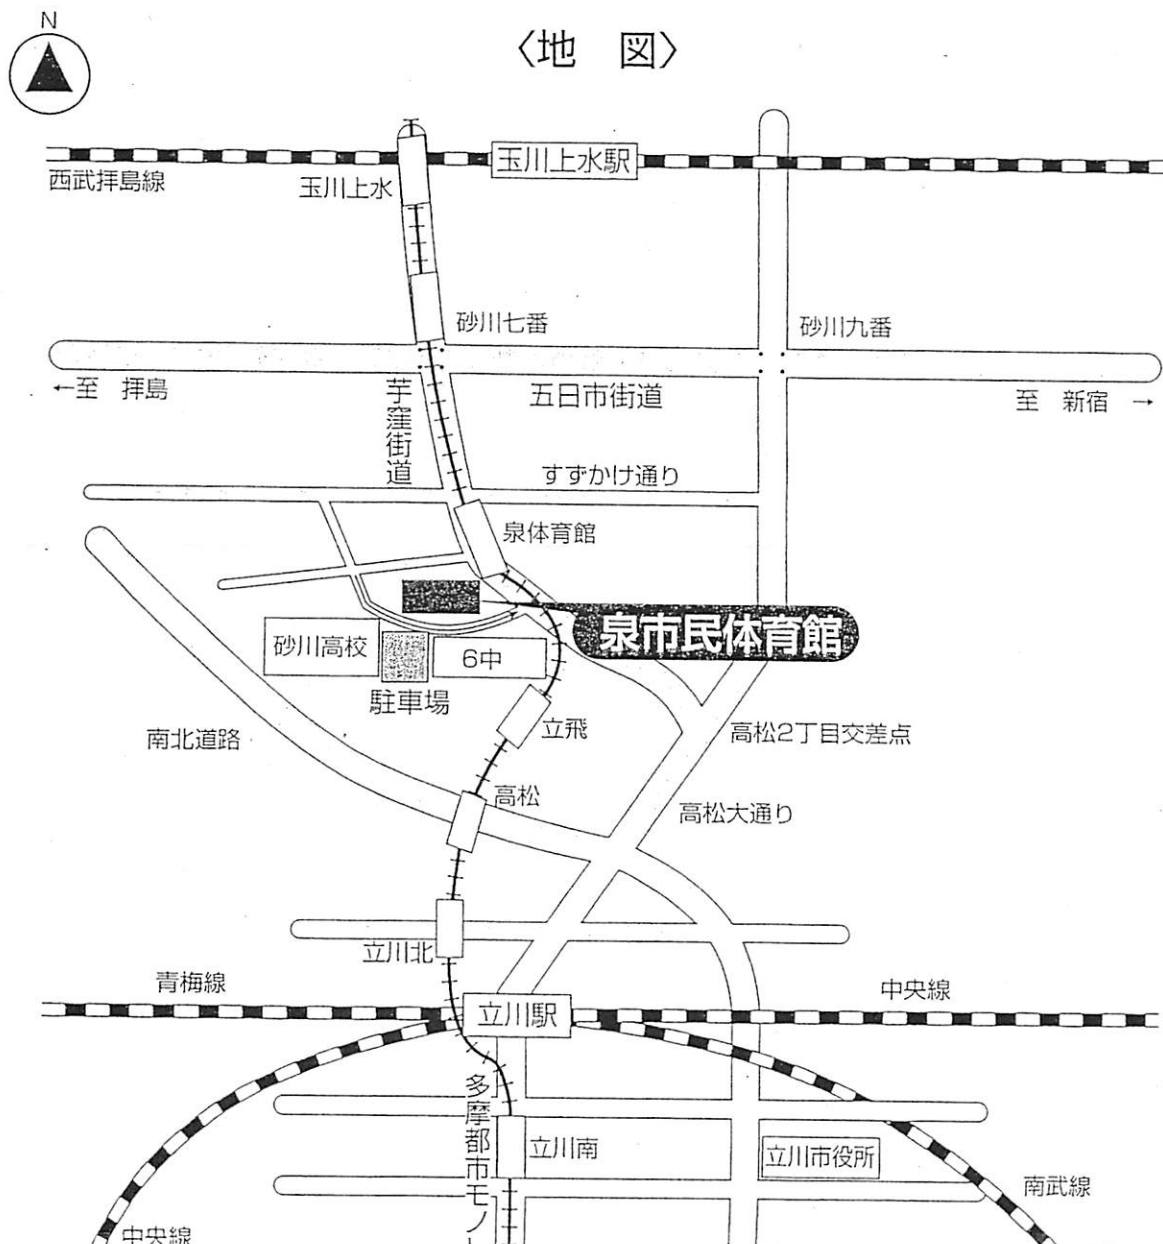 N
〈地 図〉
玉川上水駅
西武拝島線
玉川上水
砂川七番
砂川九番
←至 拝島
芋窪街道
五日市街道
至 新宿 →
すずかけ通り
泉体育館
泉市民体育館
砂川高校
6中
駐車場
立飛
南北道路
高松2丁目交差点
高松
高松大通り
立川北
青梅線
中央線
立川駅
多摩都市モノ
立川南
立川市役所
南武線
中央線